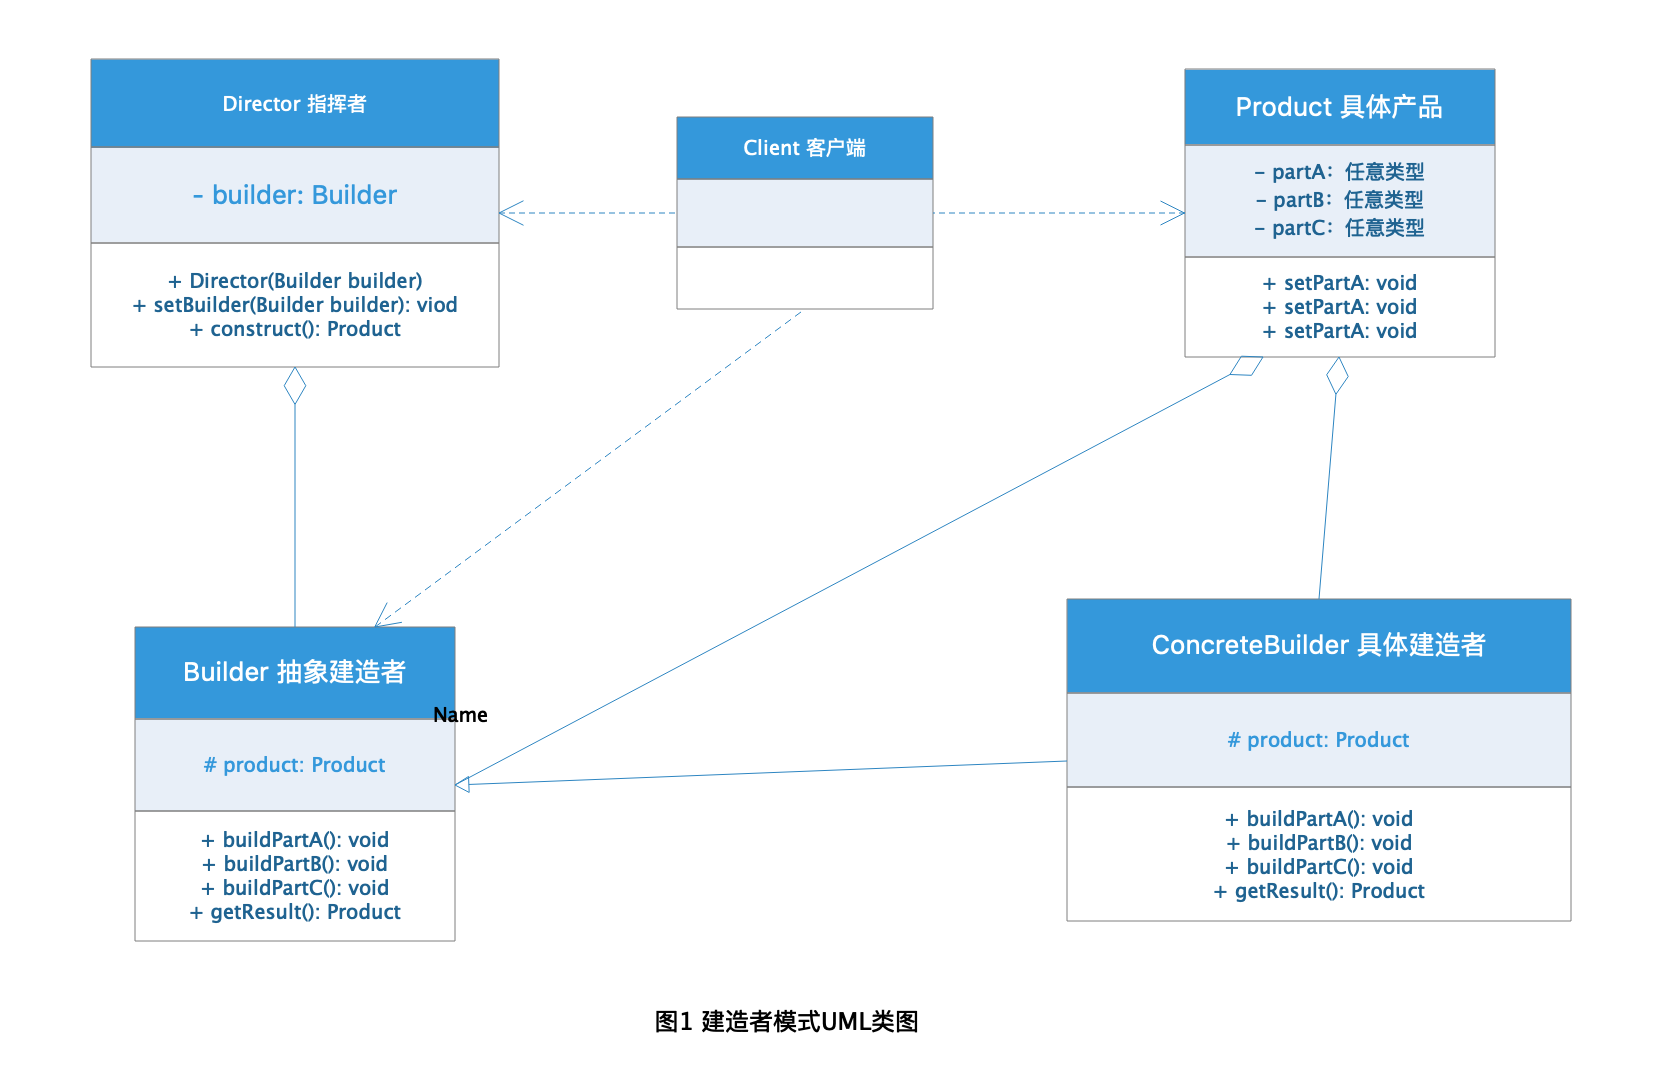 Director 指挥者
- builder: Builder
+ Director(Builder builder)
+ setBuilder(Builder builder): viod
+ construct(): Product
Client 客户端
Product 具体产品
- partA：任意类型
- partB：任意类型
- partC：任意类型
+ setPartA: void
+ setPartA: void
+ setPartA: void
Builder 抽象建造者
Name
# product: Product
+ buildPartA(): void
+ buildPartB(): void
+ buildPartC(): void
+ getResult(): Product
ConcreteBuilder 具体建造者
# product: Product
+ buildPartA(): void
+ buildPartB(): void
+ buildPartC(): void
+ getResult(): Product
图1 建造者模式UML类图